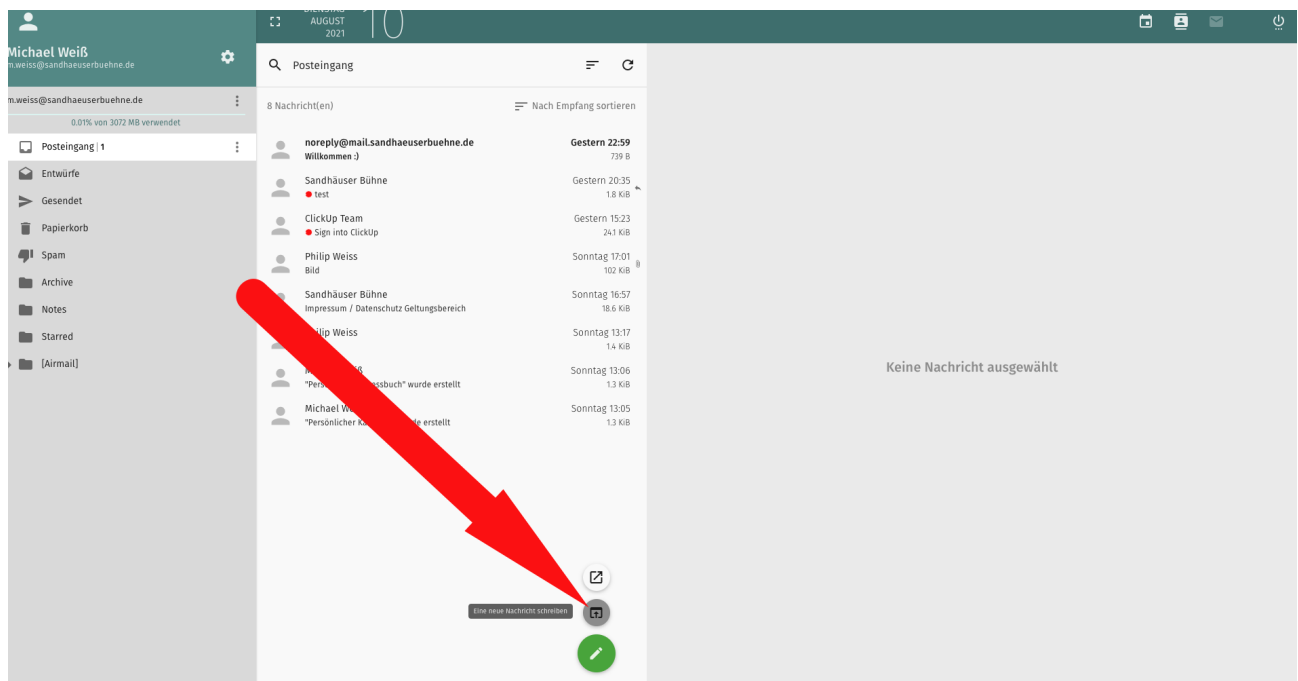 AUGUST
2021
10
Michael Weiß
m.weiss@sandhaeuserbuehne.de
m.weiss@sandhaeuserbuehne.de
0.01% von 3072 MB verwendet
Posteingang | 1
Entwürfe
Gesendet
Papierkorb
Spam
Archive
Notes
Starred
[Airmail]
Posteingang
8 Nachricht(en)
Nach Empfang sortieren
noreply@mail.sandhaeuserbuehne.de Gestern 22:59
Willkommen :) 739 B
Sandhäuser Bühne Gestern 20:35
test 1.8 KiB
ClickUp Team Gestern 15:23
Sign into ClickUp 24.1 KiB
Philip Weiss Sonntag 17:01
Bild 102 KiB
Sandhäuser Bühne Sonntag 16:57
Impressum / Datenschutz Geltungsbereich 18.6 KiB
Weiss Sonntag 13:17
1.4 KiB
Sonntag 13:06
wurde erstellt 1.3 KiB
Michael Sonntag 13:05
"Persönlicher erstellt 1.3 KiB
Eine neue Nachricht schreiben
Keine Nachricht ausgewählt